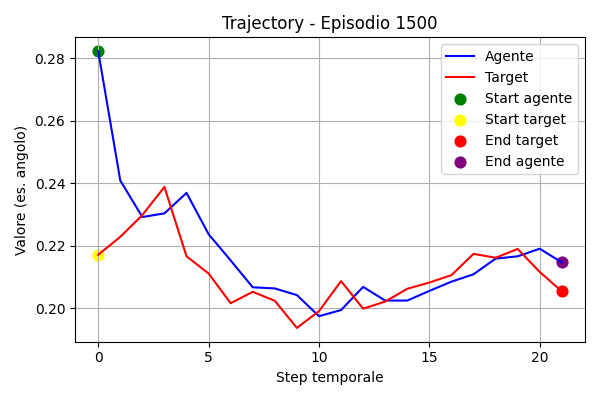 Trajectory - Episodio 1500
Valore (es. angolo)
0.28
0.26
0.24
0.22
0.20
Agente
Target
Start agente
Start target
End target
End agente
0 5 10 15 20
Step temporale